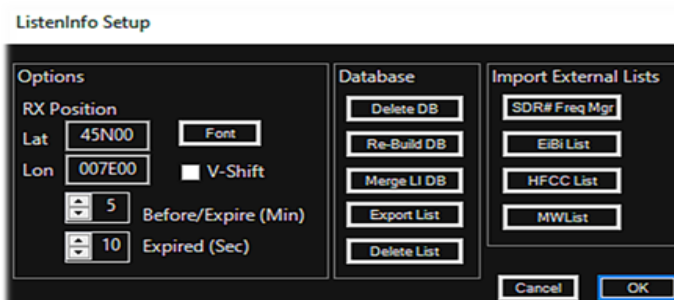 ListenInfo Setup
Options
RX Position
Lat 45N00 Font
Lon 007E00 V-Shift
5 Before/Expire (Min)
10 Expired (Sec)
Database
Delete DB
Re-Build DB
Merge LI DB
Export List
Delete List
Import External Lists
SDR# Freq Mgr
EiBi List
HFCC List
MWList
Cancel OK